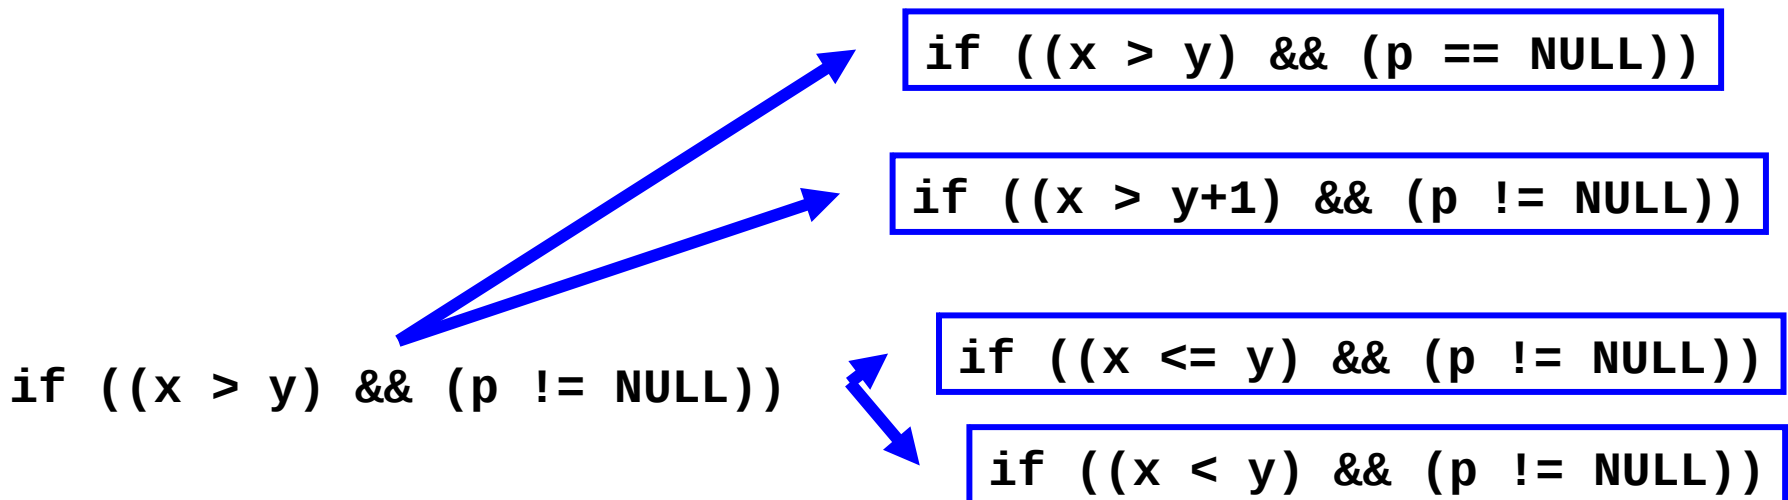 if ((x > y) && (p == NULL))
if ((x > y+1) && (p != NULL))
if ((x <= y) && (p != NULL))
if ((x > y) && (p != NULL))
if ((x < y) && (p != NULL))